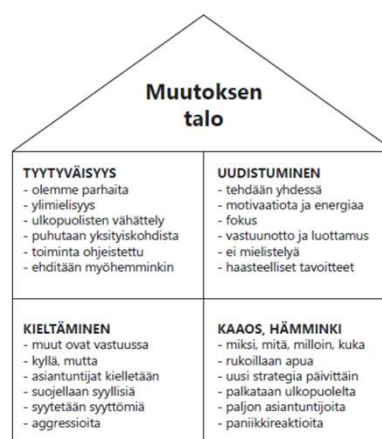 Muutoksen
talo
TYYTYVÄISYYS
- olemme parhaita
- ylimielisyys
- ulkopuolisten vähättely
- puhutaan yksityiskohdista
- toiminta ohjeistettu
- ehditään myöhemminkin
UUDISTUMINEN
- tehdään yhdessä
- motivaatiota ja energiaa
- fokus
- vastuunotto ja luottamus
- ei mielistelyä
- haasteelliset tavoitteet
KIELTÄMINEN
- muut ovat vastuussa
- kyllä, mutta
- asiantuntijat kielletään
- suojellaan syyllisiä
- syytetään syyttömiä
- aggressioita
KAAOS, HÄMMINKI
- miksi, mitä, milloin, kuka
- rukoillaan apua
- uusi strategia päivittäin
- palkataan ulkopuolelta
- paljon asiantuntijoita
- paniikkireaktioita